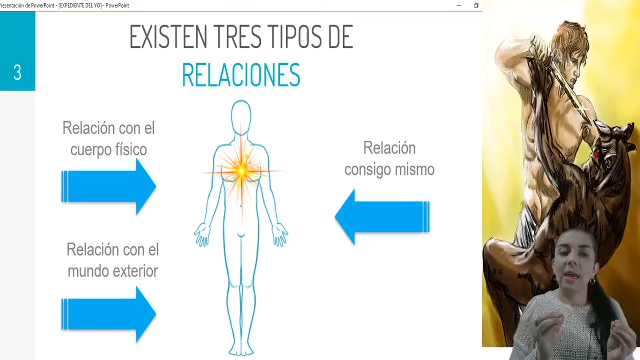 Presentación de PowerPoint - [EXPEDIENTE DEL YO] - PowerPoint
3
EXISTEN TRES TIPOS DE
RELACIONES
Relación con el
cuerpo físico
Relación
consigo mismo
Relación con el
mundo exterior